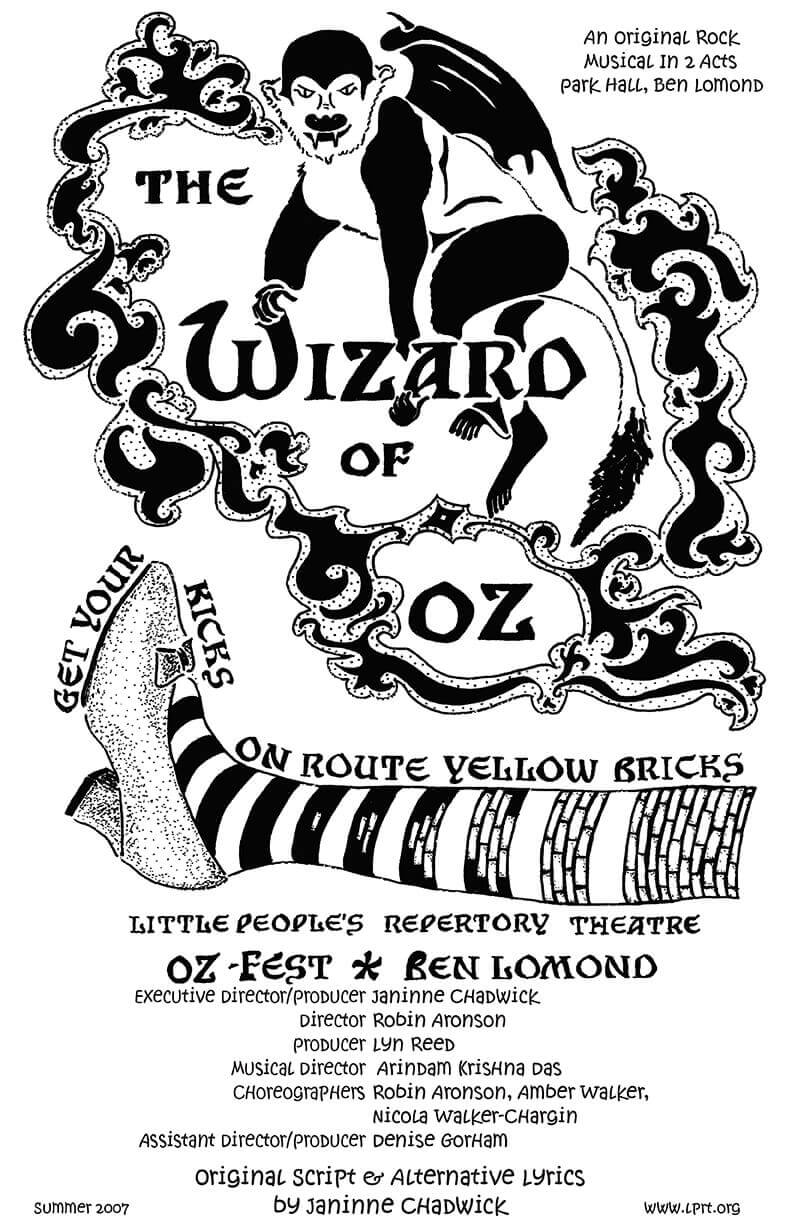 An Original Rock
Musical In 2 Acts
Park Hall, Ben Lomond
THE
WIZARD
OF
OZ
GET YOUR
KICKS
ON ROUTE YELLOW BRICKS
LITTLE PEOPLE'S REPERTORY THEATRE
OZ-FEST * BEN LOMOND
Executive Director/Producer Janinne Chadwick
Director Robin Aronson
Producer Lyn Reed
Musical Director Arindam Krishna Das
Choreographers Robin Aronson, Amber Walker,
Nicola Walker-Chargin
Assistant Director/Producer Denise Gorham
Original Script & Alternative Lyrics
by Janinne Chadwick
Summer 2007
www.lprt.org